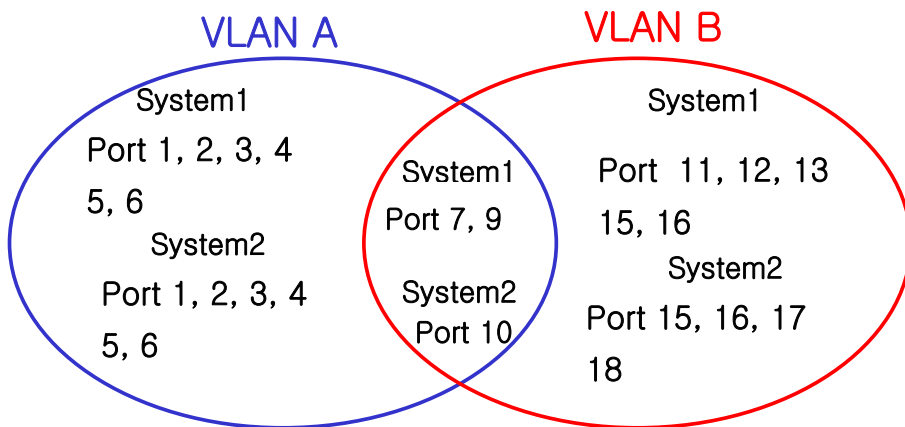 VLAN A
VLAN B
System1
Port 1, 2, 3, 4
5, 6
System2
Port 1, 2, 3, 4
5, 6
System1
Port 7, 9
System2
Port 10
System1
Port 11, 12, 13
15, 16
System2
Port 15, 16, 17
18